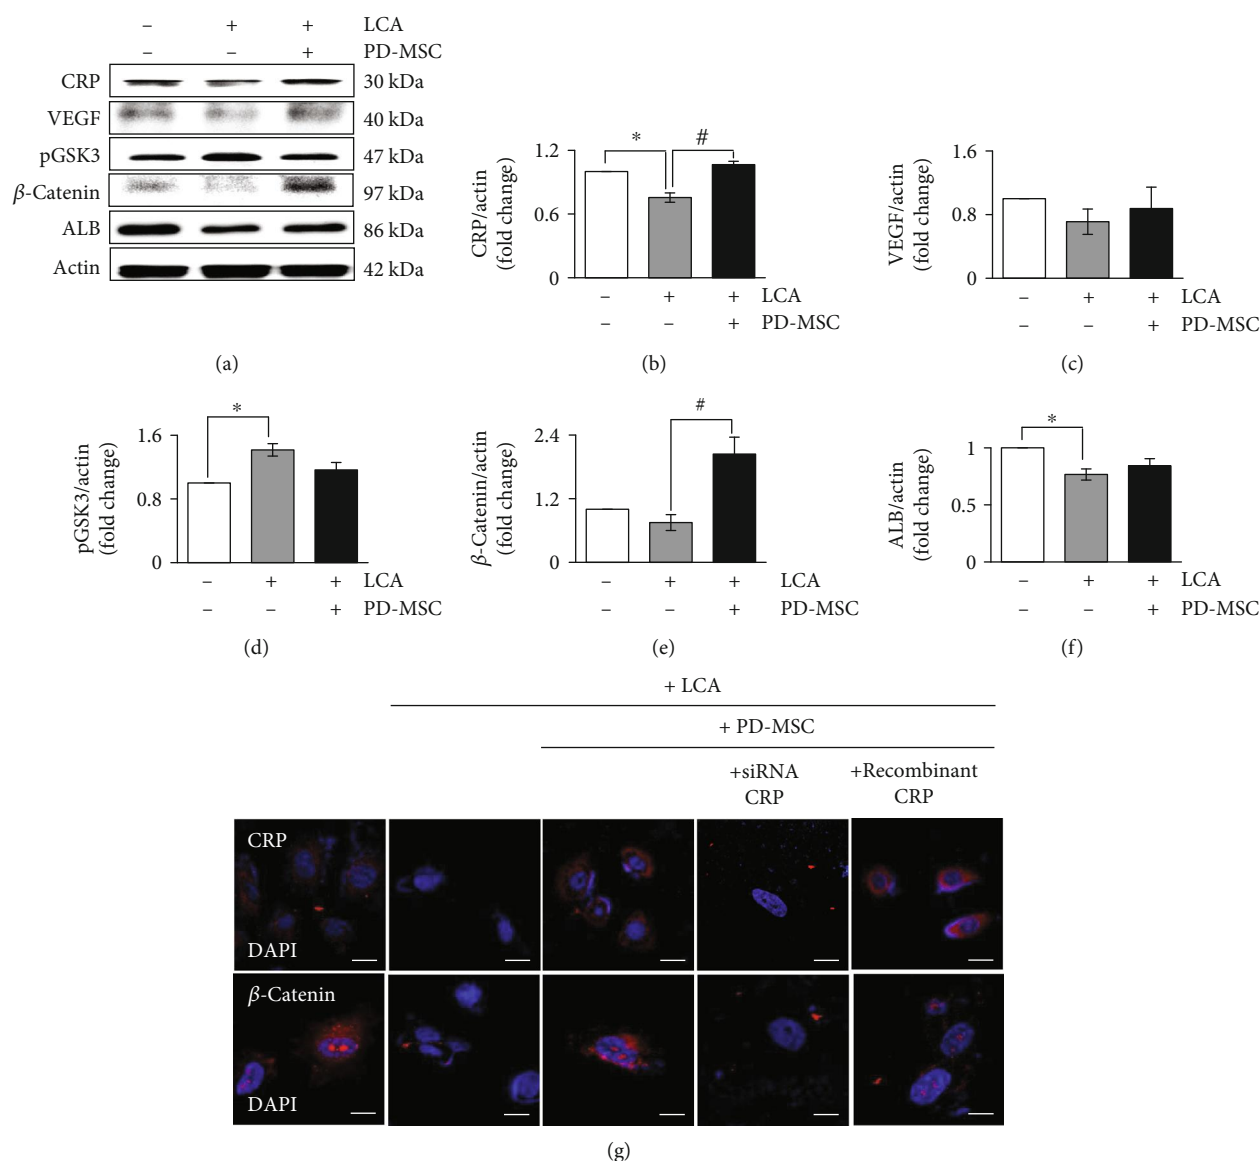 – + + LCA
– – + PD-MSC
CRP 30 kDa
VEGF 40 kDa
pGSK3 47 kDa
β-Catenin 97 kDa
ALB 86 kDa
Actin 42 kDa
(a)
CRP/actin
(fold change)
1.2
0.6
0
* #
– + + LCA
– – + PD-MSC
(b)
VEGF/actin
(fold change)
1.6
0.8
0
– + + LCA
– – + PD-MSC
(c)
pGSK3/actin
(fold change)
1.6
0.8
0
*
– + + LCA
– – + PD-MSC
(d)
β-Catenin/actin
(fold change)
2.4
1.2
0
#
– + + LCA
– – + PD-MSC
(e)
ALB/actin
(fold change)
1
0.5
0
*
– + + LCA
– – + PD-MSC
(f)
+ LCA
+ PD-MSC
+siRNA
CRP
+Recombinant
CRP
CRP
DAPI
β-Catenin
DAPI
(g)